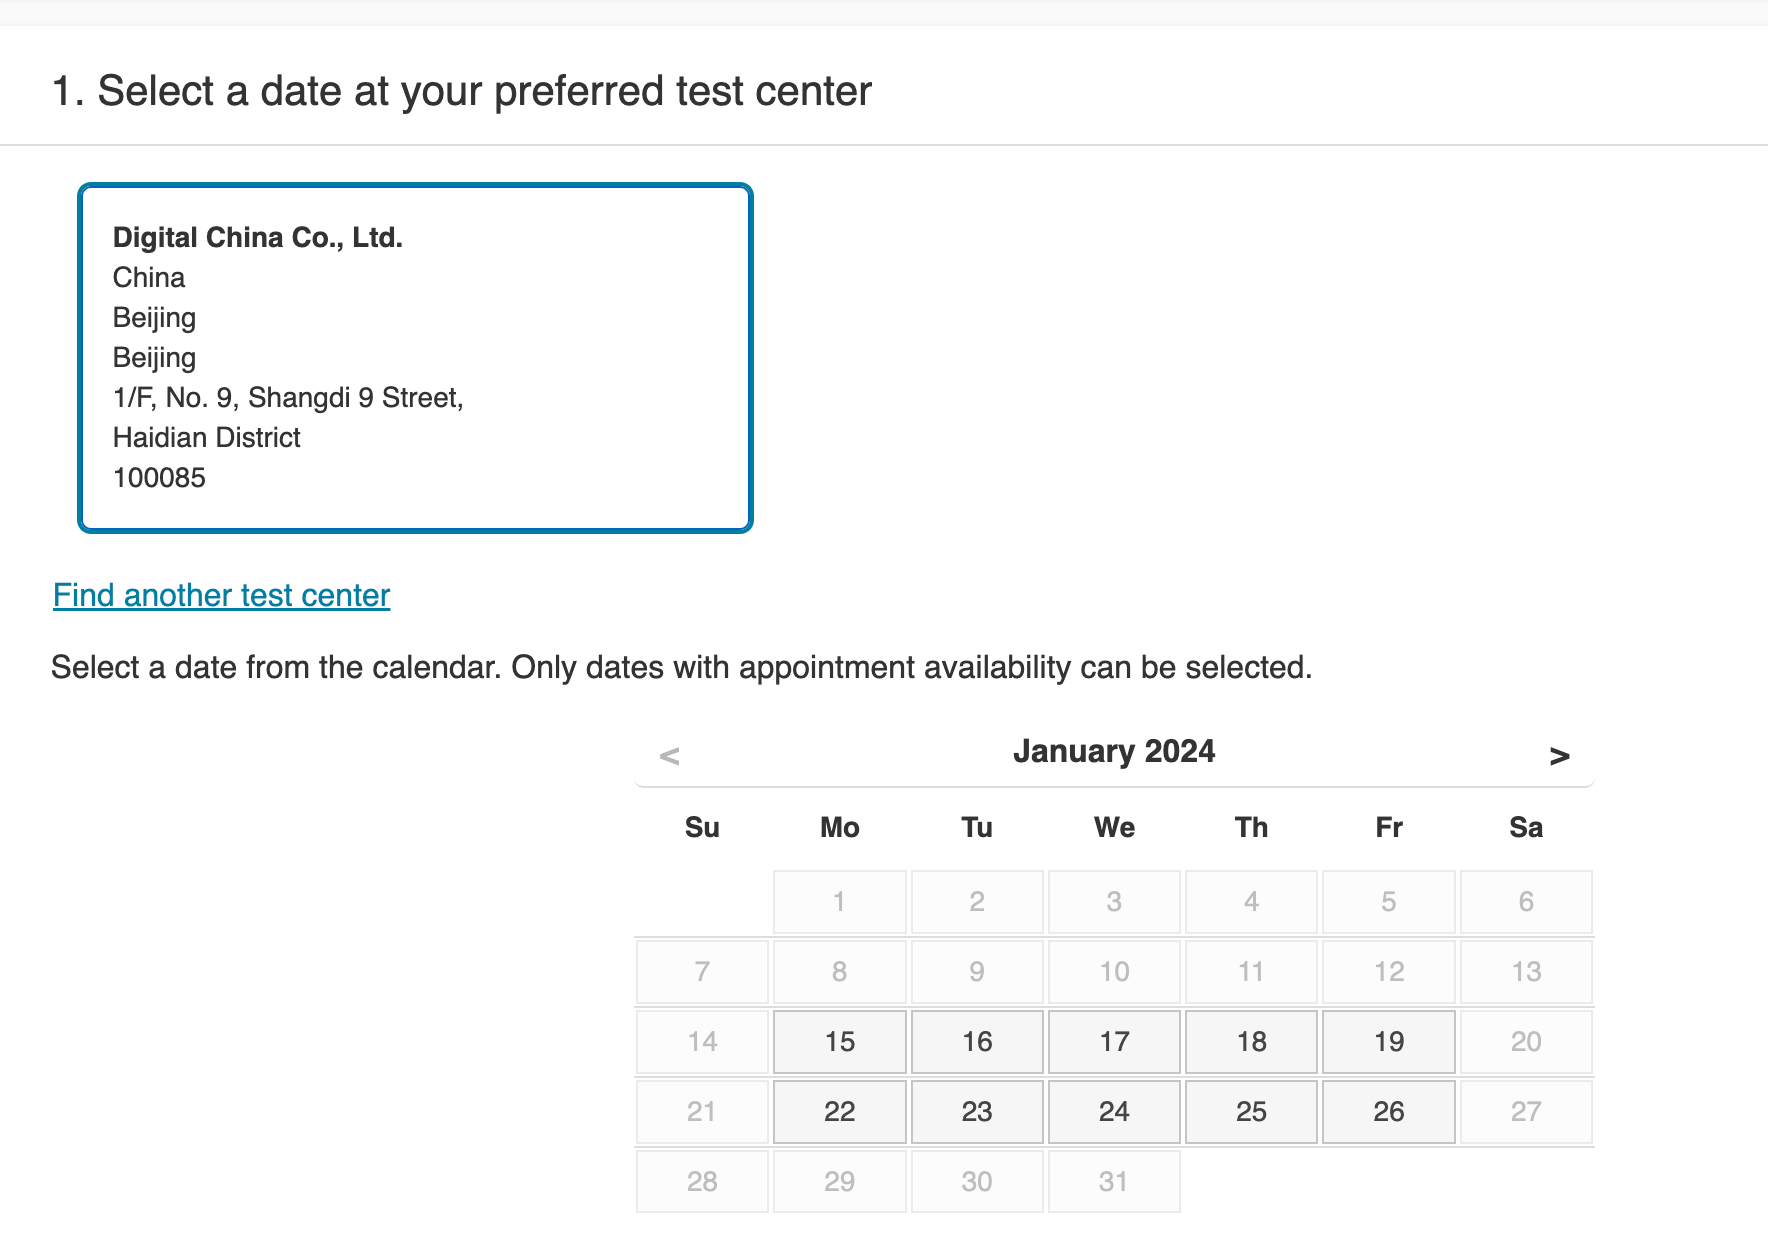 1. Select a date at your preferred test center
Digital China Co., Ltd.
China
Beijing
Beijing
1/F, No. 9, Shangdi 9 Street,
Haidian District
100085
Find another test center
Select a date from the calendar. Only dates with appointment availability can be selected.
< January 2024 >
Su Mo Tu We Th Fr Sa
1 2 3 4 5 6
7 8 9 10 11 12 13
14 15 16 17 18 19 20
21 22 23 24 25 26 27
28 29 30 31